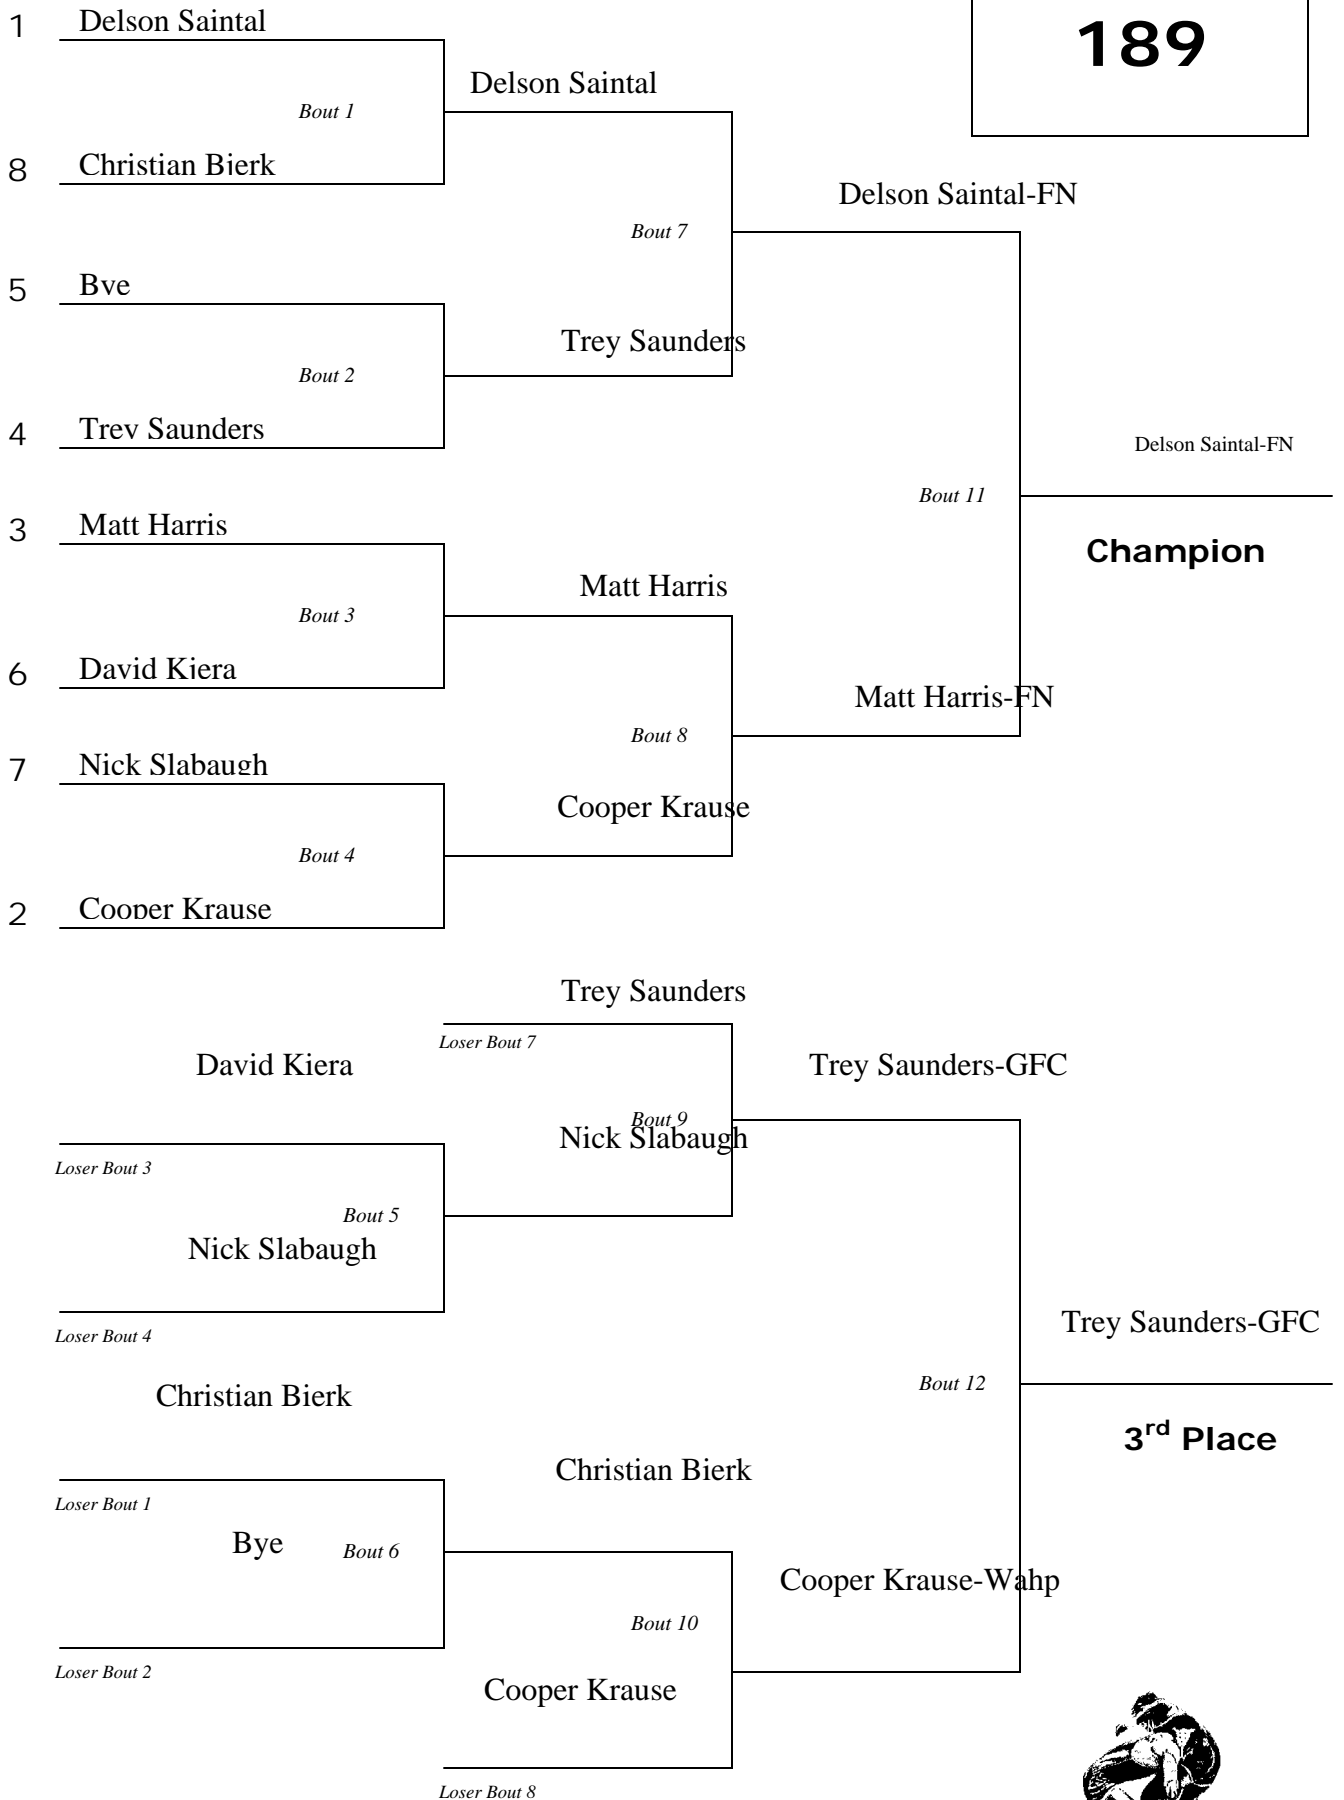 189
1 Delson Saintal
Delson Saintal
Bout 1
8 Christian Bierk
Delson Saintal-FN
Bout 7
5 Bye
Trey Saunders
Bout 2
4 Trey Saunders
Delson Saintal-FN
Bout 11
3 Matt Harris
Champion
Matt Harris
Bout 3
6 David Kiera
Matt Harris-FN
Bout 8
7 Nick Slabaugh
Cooper Krause
Bout 4
2 Cooper Krause
Trey Saunders
Loser Bout 7
David Kiera
Trey Saunders-GFC
Bout 9
Nick Slabaugh
Loser Bout 3
Bout 5
Nick Slabaugh
Trey Saunders-GFC
Loser Bout 4
Bout 12
Christian Bierk
3rd Place
Christian Bierk
Loser Bout 1
Bye
Bout 6
Cooper Krause-Wahp
Bout 10
Loser Bout 2
Cooper Krause
Loser Bout 8